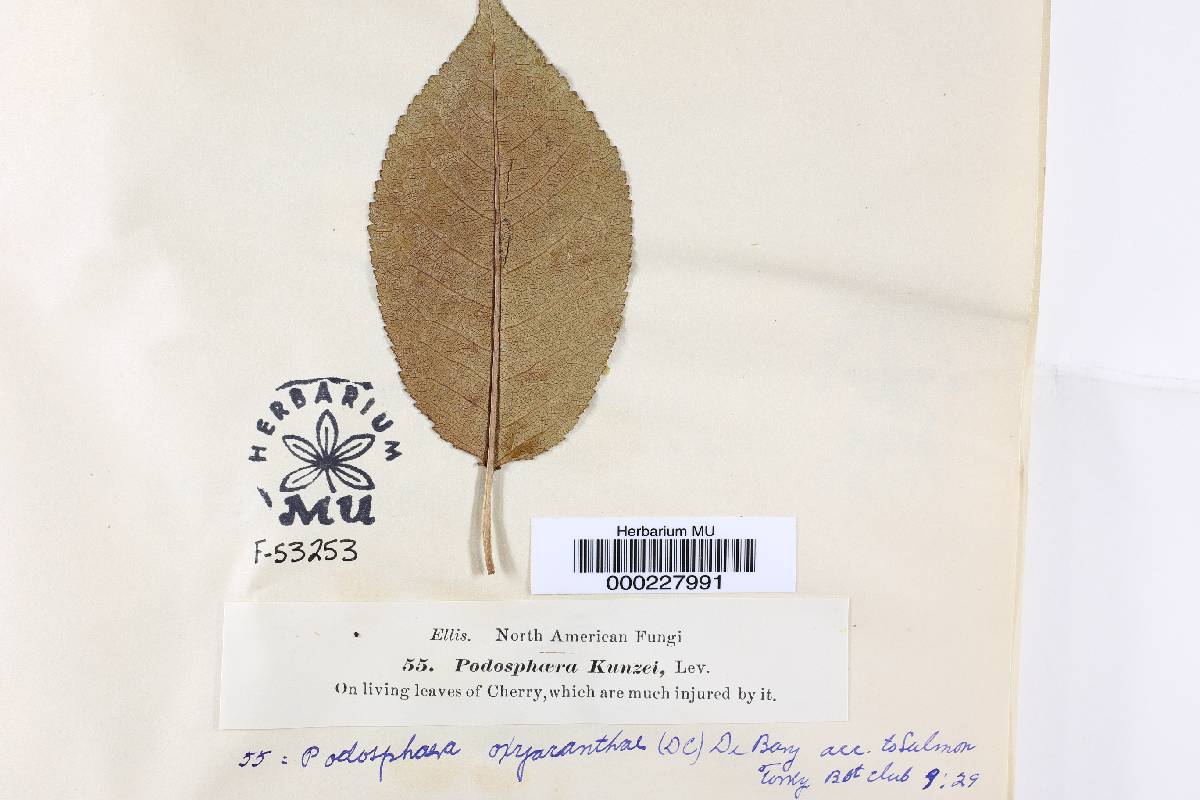 HERBARIUM
MU
F-53253
Herbarium MU
000227991
Ellis. North American Fungi
55. Podosphæra Kunzei, Lev.
On living leaves of Cherry, which are much injured by it.
55 = Podosphaera oxyacanthae (DC) De Bary acc. to Salmon
Torrey Bot club 9:29